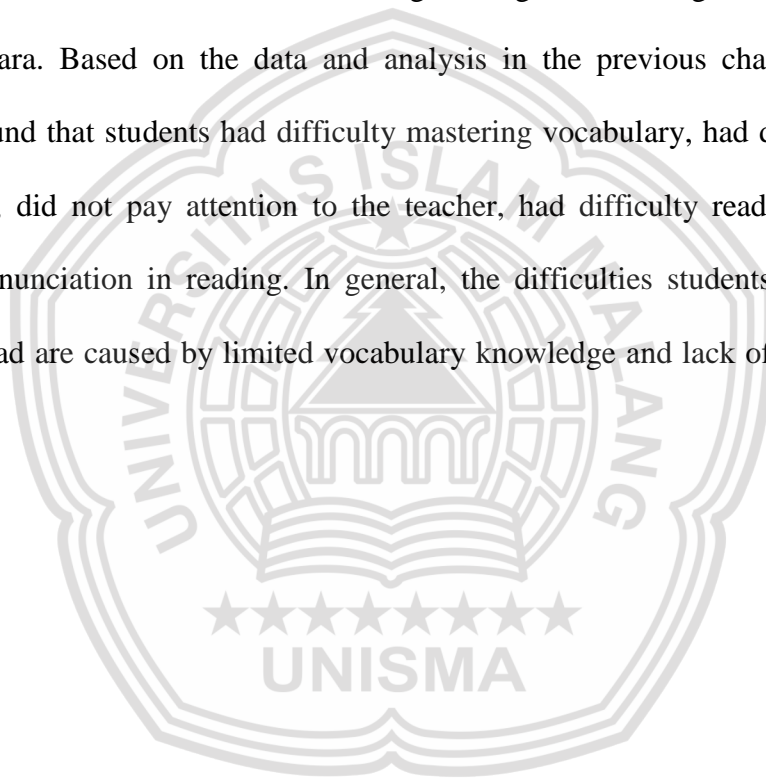 ara. Based on the data and analysis in the previous cha
und that students had difficulty mastering vocabulary, had
did not pay attention to the teacher, had difficulty read
nunciation in reading. In general, the difficulties students
ad are caused by limited vocabulary knowledge and lack of
UNIVERSITAS ISLAM MALANG
UNISMA